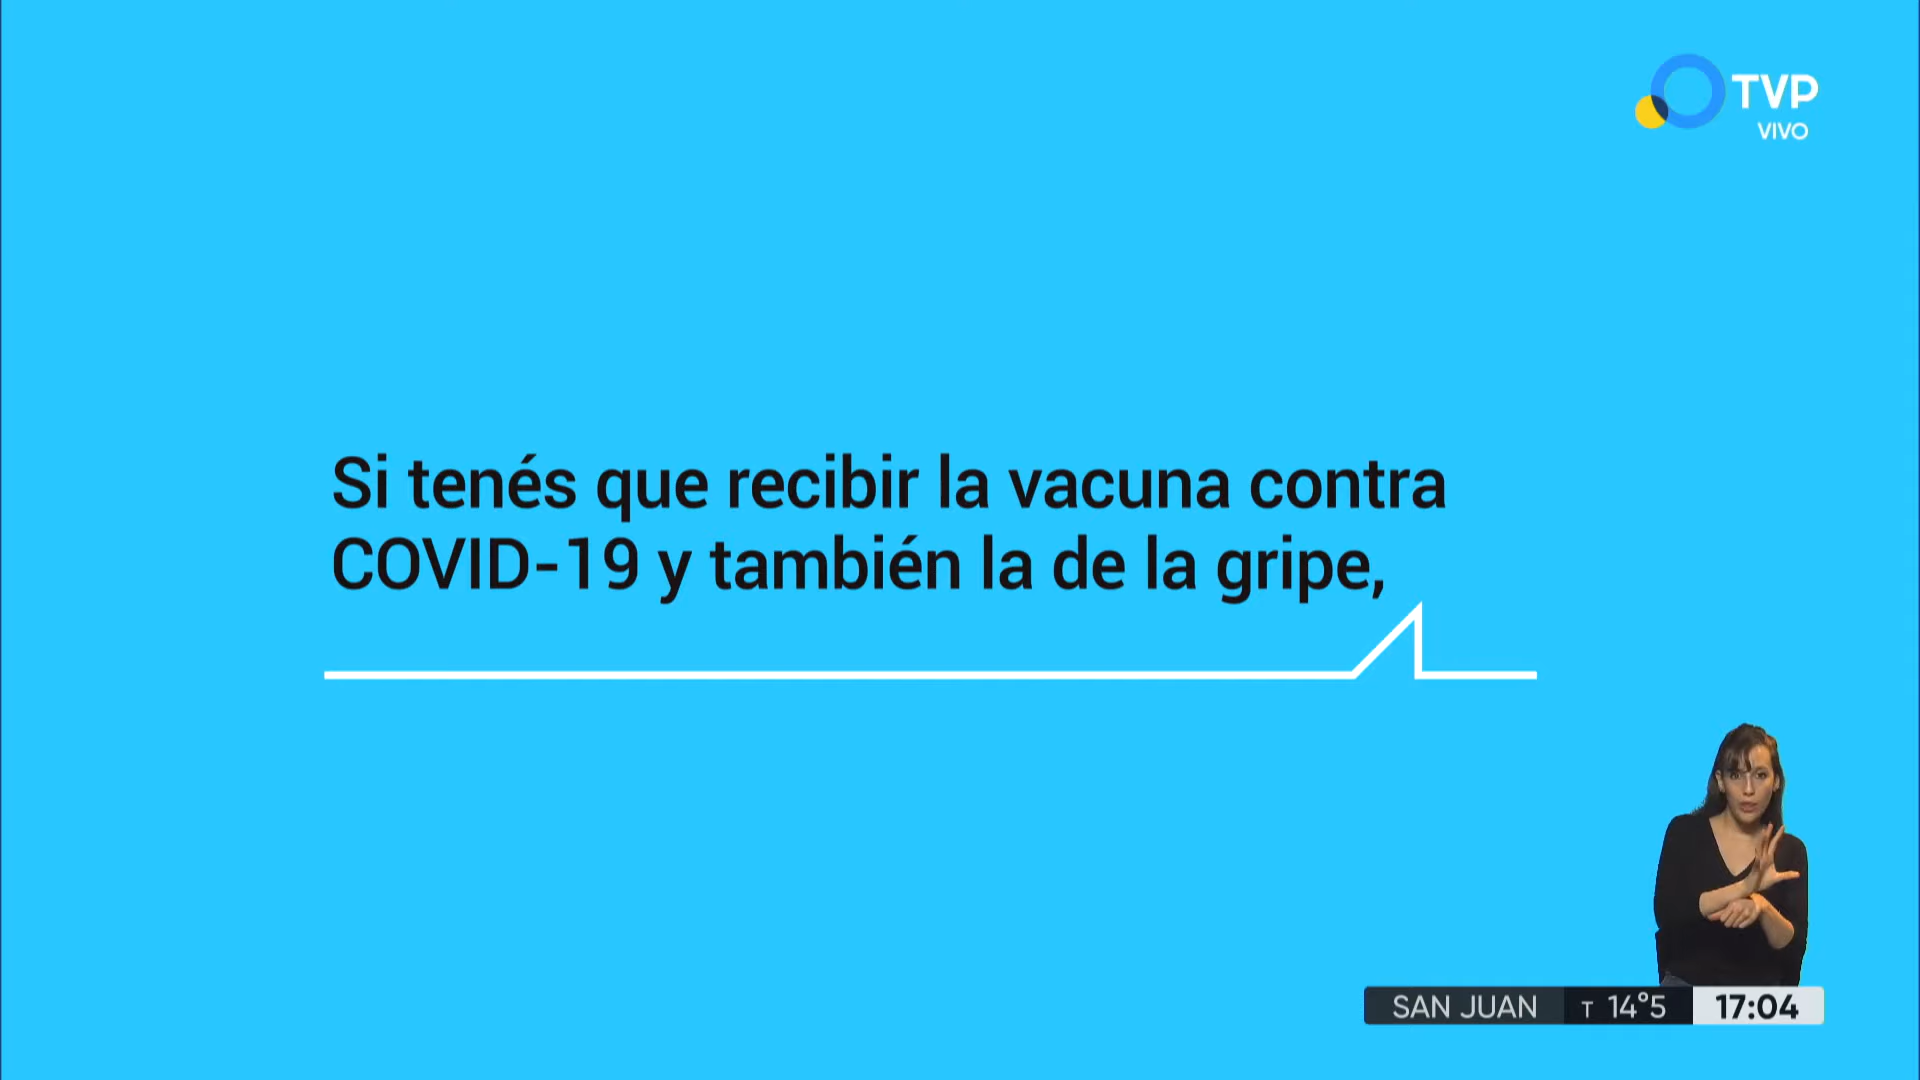 TVP
VIVO
Si tenés que recibir la vacuna contra
COVID-19 y también la de la gripe,
SAN JUAN T 14°5 17:04